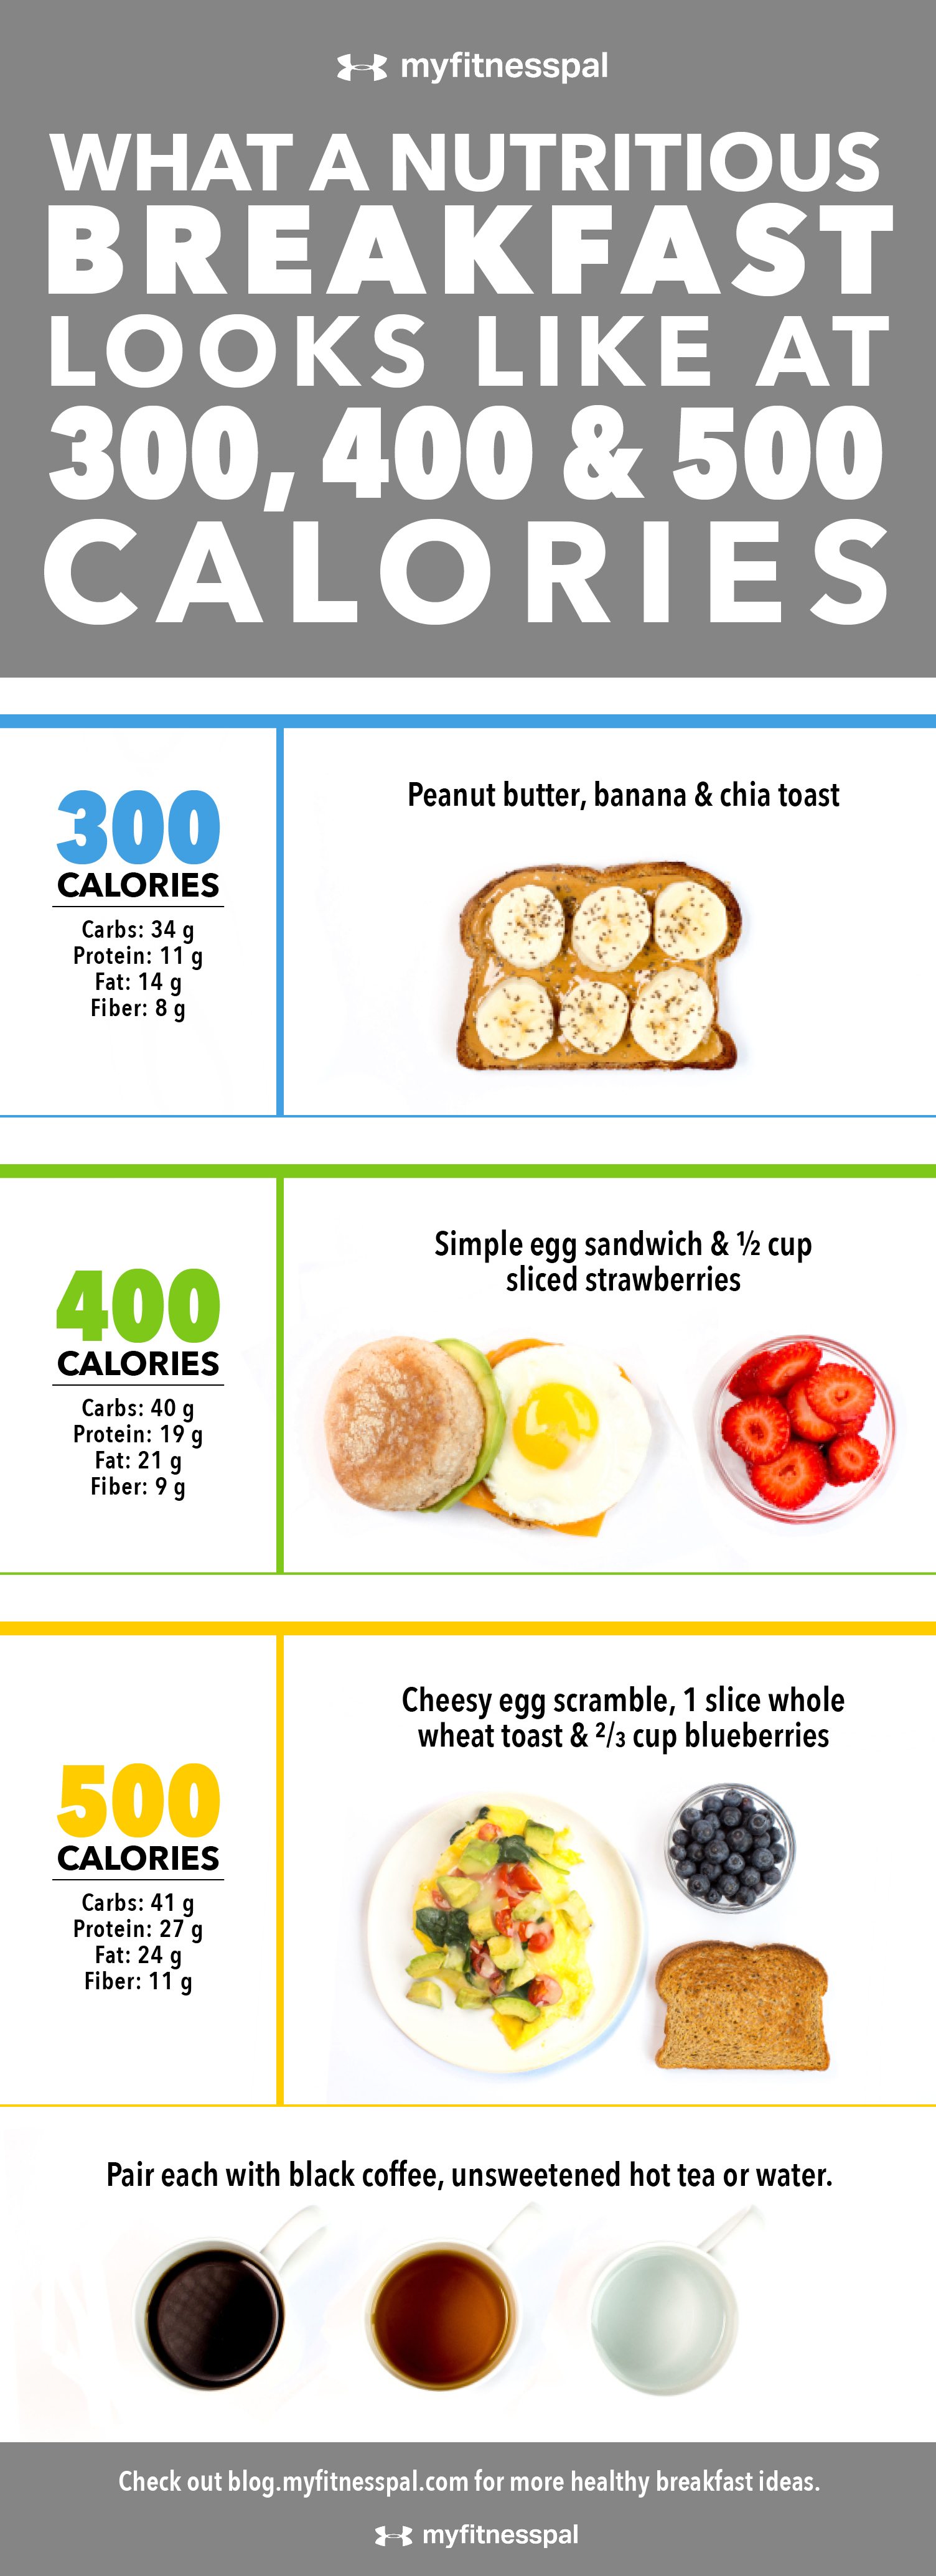 myfitnesspal
WHAT A NUTRITIOUS
BREAKFAST
LOOKS LIKE AT
300, 400 & 500
CALORIES
300
CALORIES
Carbs: 34 g
Protein: 11 g
Fat: 14 g
Fiber: 8 g
Peanut butter, banana & chia toast
400
CALORIES
Carbs: 40 g
Protein: 19 g
Fat: 21 g
Fiber: 9 g
Simple egg sandwich & ½ cup
sliced strawberries
500
CALORIES
Carbs: 41 g
Protein: 27 g
Fat: 24 g
Fiber: 11 g
Cheesy egg scramble, 1 slice whole
wheat toast & ⅔ cup blueberries
Pair each with black coffee, unsweetened hot tea or water.
Check out blog.myfitnesspal.com for more healthy breakfast ideas.
myfitnesspal